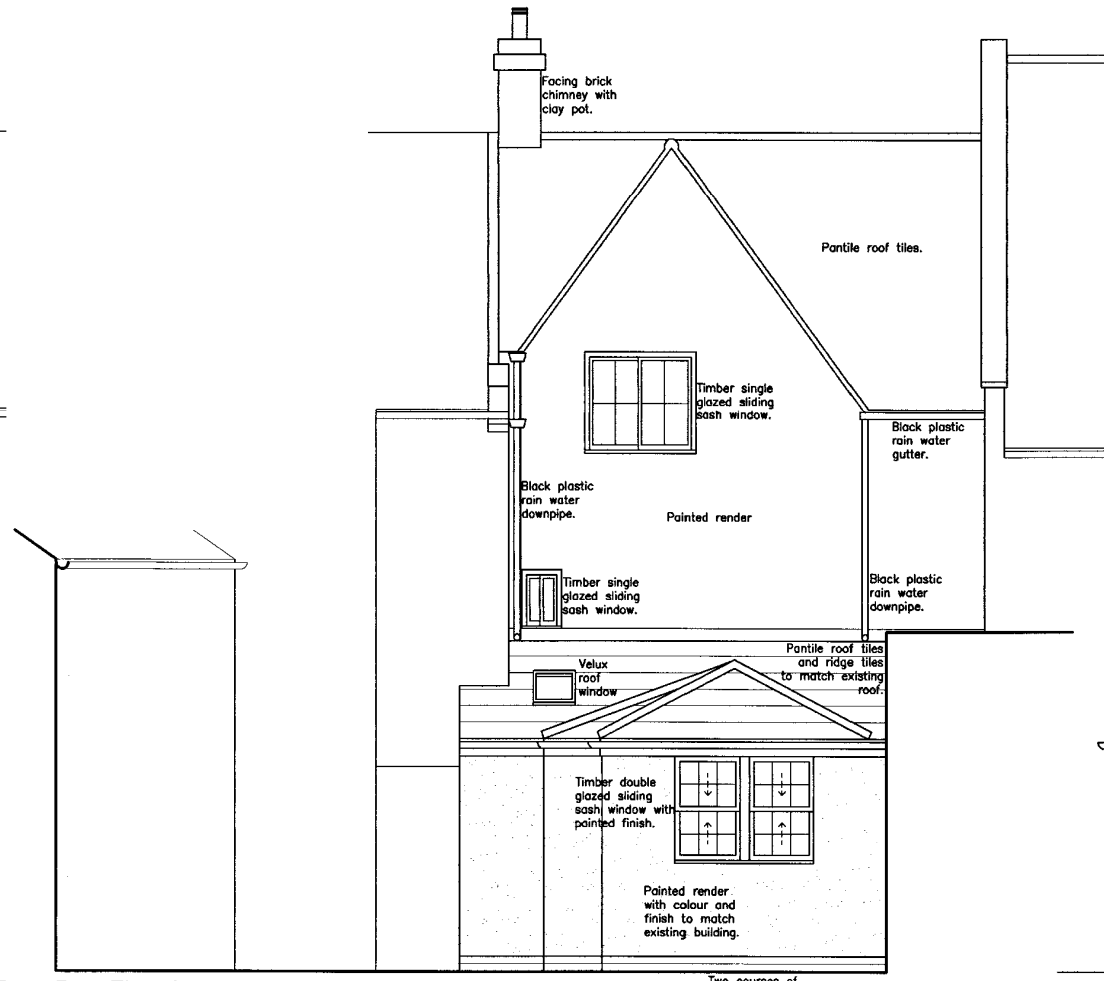 Facing brick
chimney with
clay pot.
Pantile roof tiles.
Timber single
glazed sliding
sash window.
Black plastic
rain water
gutter.
Black plastic
rain water
downpipe.
Painted render
Timber single
glazed sliding
sash window.
Black plastic
rain water
downpipe.
Pantile roof tiles
and ridge tiles
to match existing
roof.
Velux
roof
window
Timber double
glazed sliding
sash window with
painted finish.
Painted render
with colour and
finish to match
existing building.
Two courses of